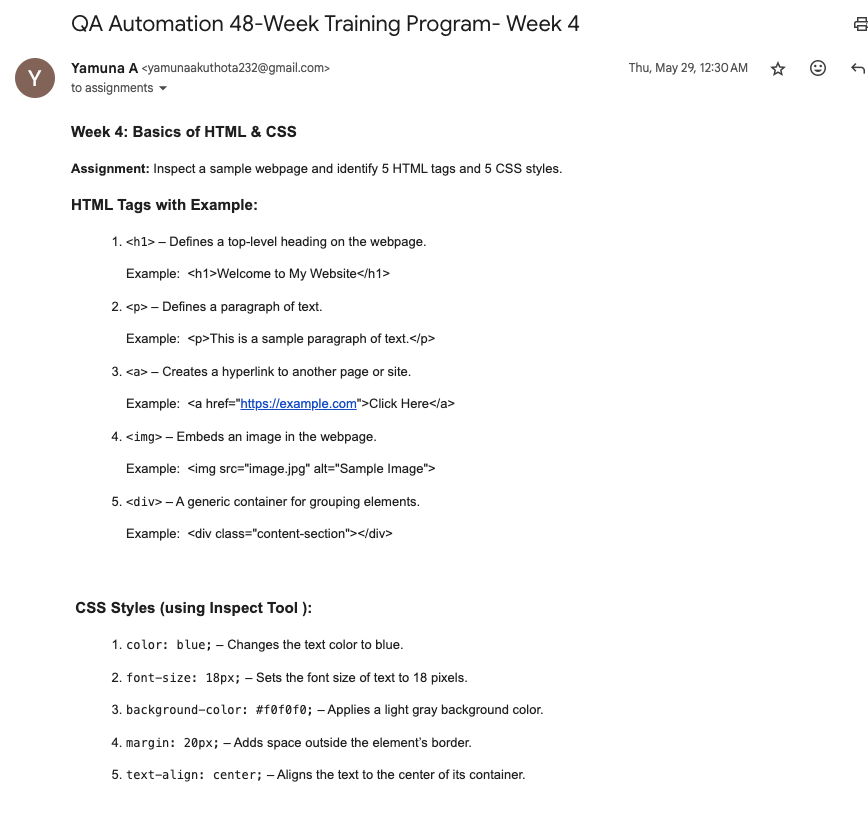 QA Automation 48-Week Training Program- Week 4
Y
Yamuna A <yamunaakuthota232@gmail.com>
Thu, May 29, 12:30 AM
to assignments
Week 4: Basics of HTML & CSS
Assignment: Inspect a sample webpage and identify 5 HTML tags and 5 CSS styles.
HTML Tags with Example:
1. <h1> – Defines a top-level heading on the webpage.
Example:  <h1>Welcome to My Website</h1>
2. <p> – Defines a paragraph of text.
Example:  <p>This is a sample paragraph of text.</p>
3. <a> – Creates a hyperlink to another page or site.
Example:  <a href="https://example.com">Click Here</a>
4. <img> – Embeds an image in the webpage.
Example:  <img src="image.jpg" alt="Sample Image">
5. <div> – A generic container for grouping elements.
Example:  <div class="content-section"></div>
CSS Styles (using Inspect Tool ):
1. color: blue; – Changes the text color to blue.
2. font-size: 18px; – Sets the font size of text to 18 pixels.
3. background-color: #f0f0f0; – Applies a light gray background color.
4. margin: 20px; – Adds space outside the element’s border.
5. text-align: center; – Aligns the text to the center of its container.